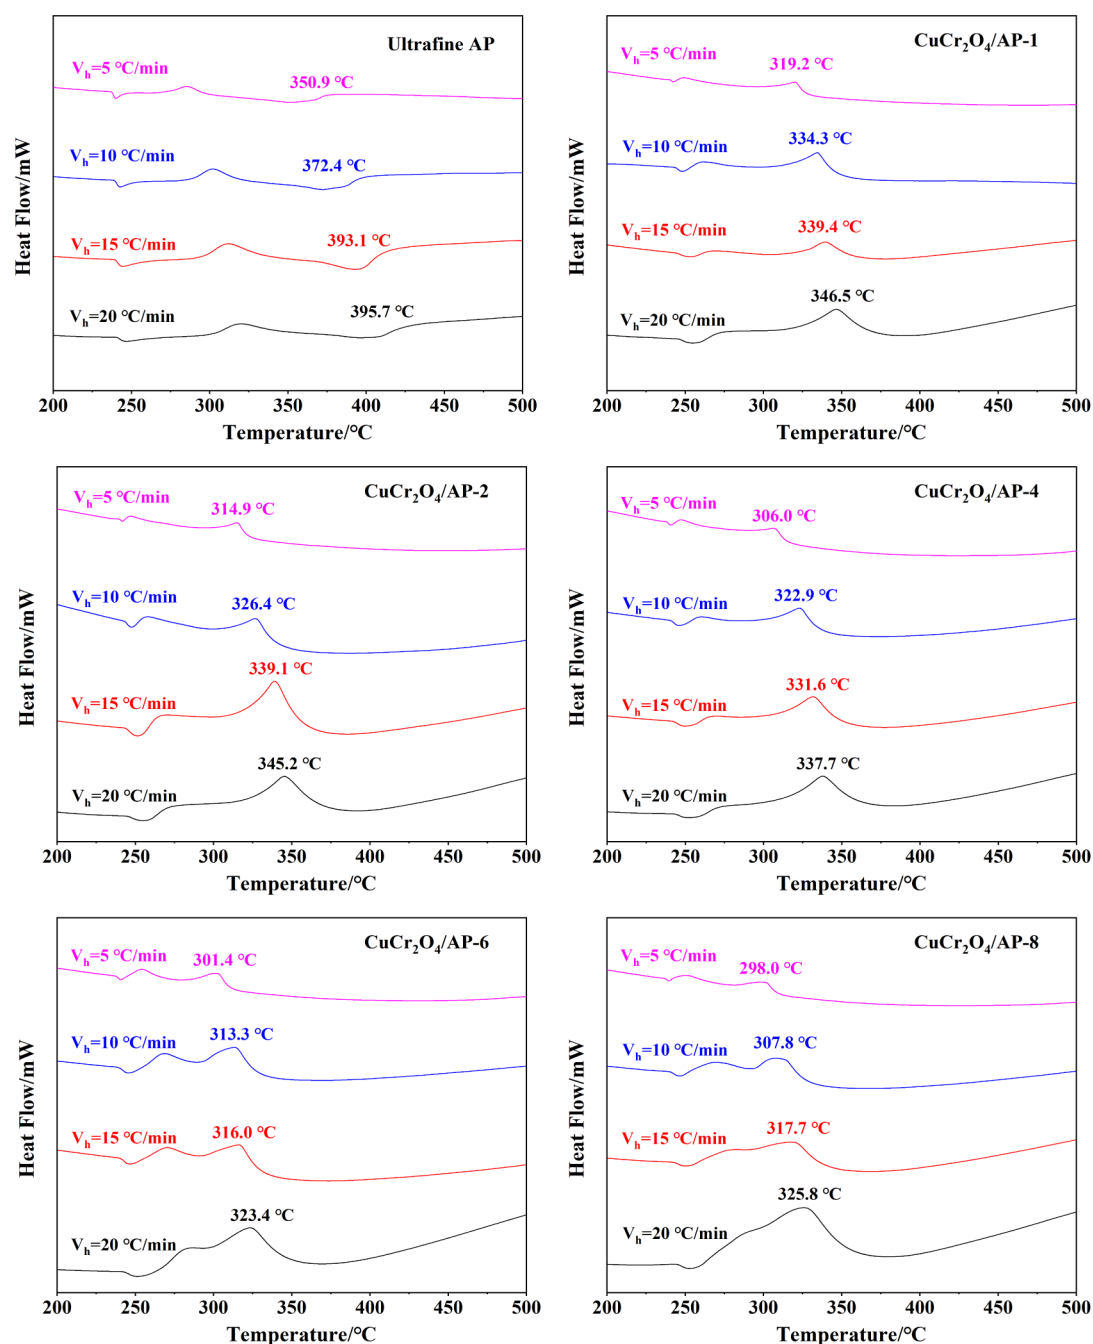 Ultrafine AP
Vₕ=5 ℃/min
350.9 ℃
Vₕ=10 ℃/min
372.4 ℃
Vₕ=15 ℃/min
393.1 ℃
Vₕ=20 ℃/min
395.7 ℃
Heat Flow/mW
200 250 300 350 400 450 500
Temperature/℃
CuCr₂O₄/AP-1
Vₕ=5 ℃/min
319.2 ℃
Vₕ=10 ℃/min
334.3 ℃
Vₕ=15 ℃/min
339.4 ℃
346.5 ℃
Vₕ=20 ℃/min
Heat Flow/mW
200 250 300 350 400 450 500
Temperature/℃
CuCr₂O₄/AP-2
Vₕ=5 ℃/min
314.9 ℃
Vₕ=10 ℃/min
326.4 ℃
339.1 ℃
Vₕ=15 ℃/min
345.2 ℃
Vₕ=20 ℃/min
Heat Flow/mW
200 250 300 350 400 450 500
Temperature/℃
CuCr₂O₄/AP-4
Vₕ=5 ℃/min
306.0 ℃
Vₕ=10 ℃/min
322.9 ℃
331.6 ℃
Vₕ=15 ℃/min
337.7 ℃
Vₕ=20 ℃/min
Heat Flow/mW
200 250 300 350 400 450 500
Temperature/℃
CuCr₂O₄/AP-6
Vₕ=5 ℃/min
301.4 ℃
Vₕ=10 ℃/min
313.3 ℃
Vₕ=15 ℃/min
316.0 ℃
323.4 ℃
Vₕ=20 ℃/min
Heat Flow/mW
200 250 300 350 400 450 500
Temperature/℃
CuCr₂O₄/AP-8
Vₕ=5 ℃/min
298.0 ℃
Vₕ=10 ℃/min
307.8 ℃
Vₕ=15 ℃/min
317.7 ℃
325.8 ℃
Vₕ=20 ℃/min
Heat Flow/mW
200 250 300 350 400 450 500
Temperature/℃